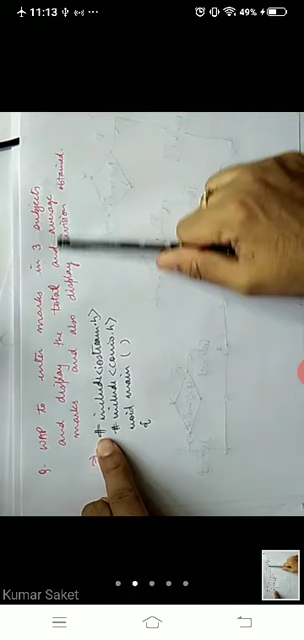 11:13
49%
Q. WAP to enter marks in 3 subjects
and display the total and average
marks and also display division obtained.
→ # include<iostream.h>
# include<conio.h>
void main ()
{
Kumar Saket